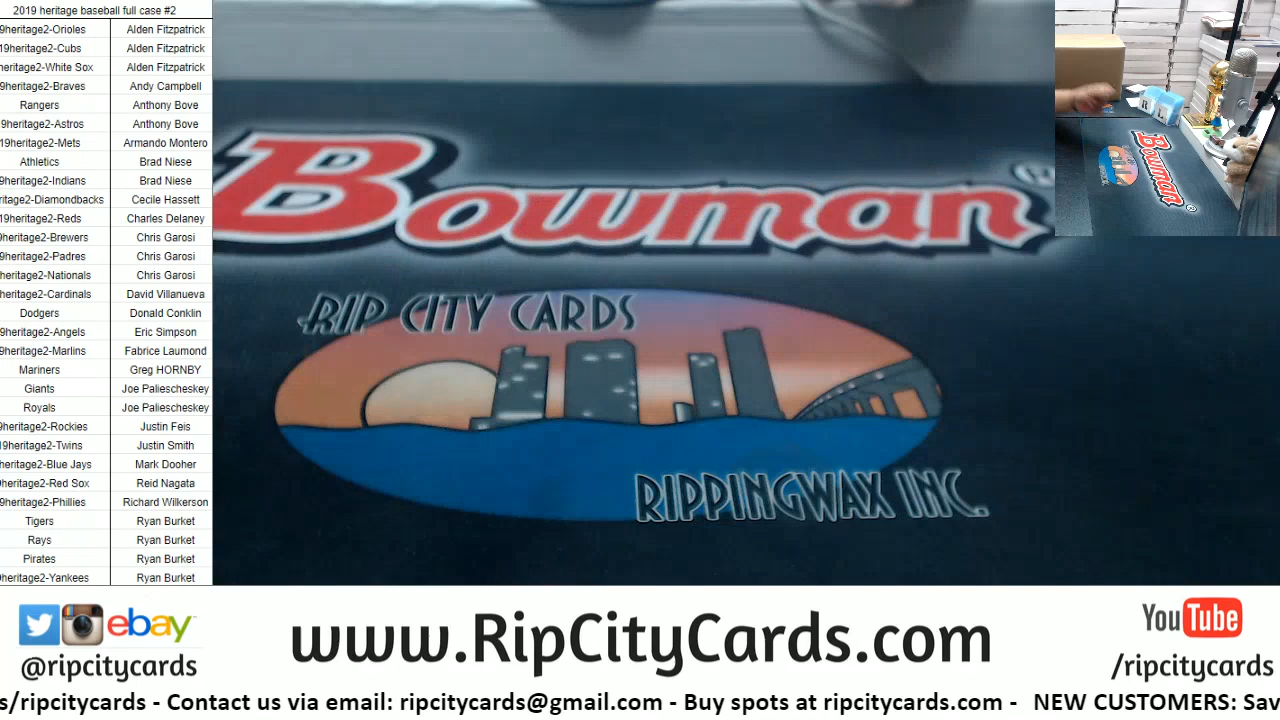 2019 heritage baseball full case #2
9heritage2-Orioles Alden Fitzpatrick
19heritage2-Cubs Alden Fitzpatrick
heritage2-White Sox Alden Fitzpatrick
9heritage2-Braves Andy Campbell
Rangers Anthony Bove
9heritage2-Astros Anthony Bove
19heritage2-Mets Armando Montero
Athletics Brad Niese
9heritage2-Indians Brad Niese
ritage2-Diamondbacks Cecile Hassett
19heritage2-Reds Charles Delaney
9heritage2-Brewers Chris Garosi
9heritage2-Padres Chris Garosi
heritage2-Nationals Chris Garosi
heritage2-Cardinals David Villanueva
Dodgers Donald Conklin
9heritage2-Angels Eric Simpson
9heritage2-Marlins Fabrice Laumond
Mariners Greg HORNBY
Giants Joe Paliescheskey
Royals Joe Paliescheskey
9heritage2-Rockies Justin Feis
19heritage2-Twins Justin Smith
heritage2-Blue Jays Mark Dooher
9heritage2-Red Sox Reid Nagata
9heritage2-Phillies Richard Wilkerson
Tigers Ryan Burket
Rays Ryan Burket
Pirates Ryan Burket
9heritage2-Yankees Ryan Burket
Bowman®
RIP CITY CARDS
RIPPINGWAX INC.
Bowman®
R L
ebay™
@ripcitycards
www.RipCityCards.com
YouTube
/ripcitycards
s/ripcitycards - Contact us via email: ripcitycards@gmail.com - Buy spots at ripcitycards.com - NEW CUSTOMERS: Sav